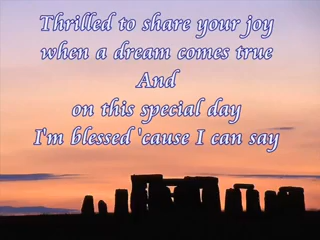 Thrilled to share your joy
when a dream comes true
And
on this special day
I'm blessed 'cause I can say